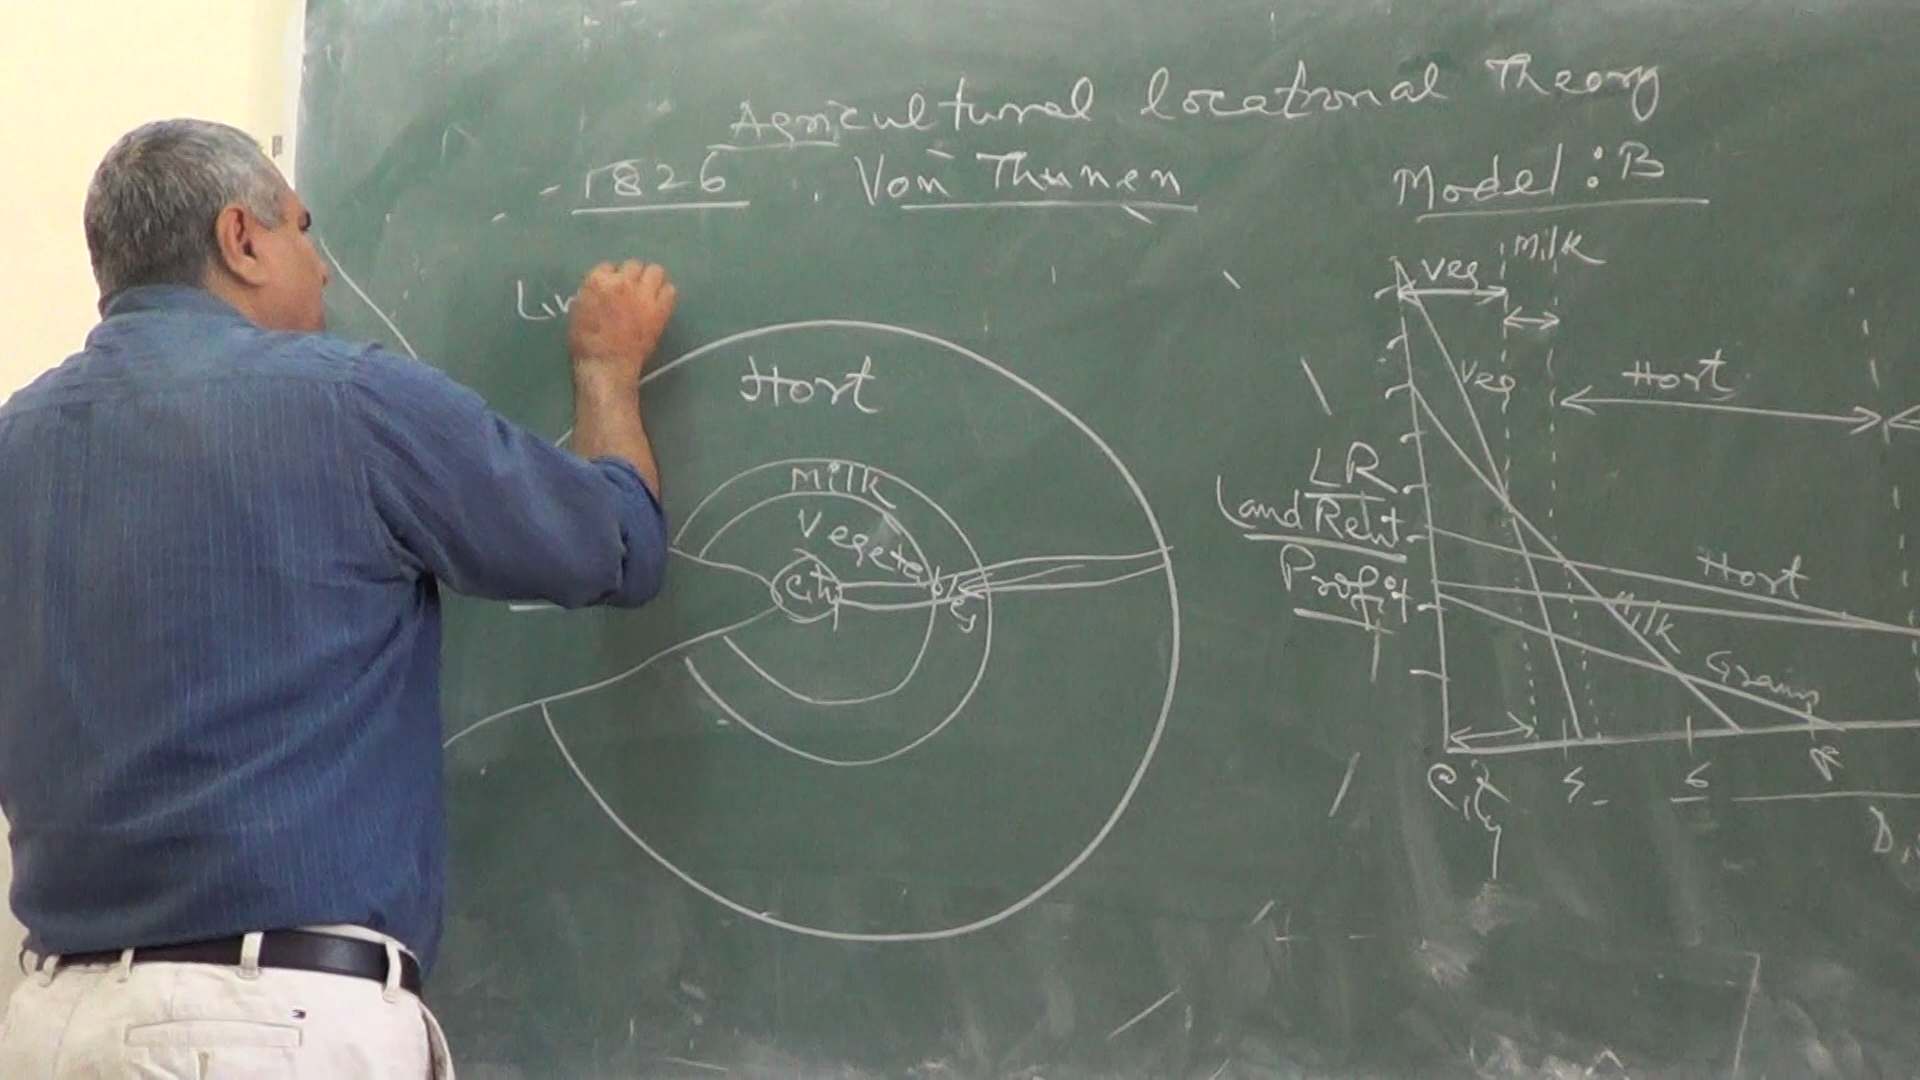 Agricultural locational Theory
- 1826 Von Thunen
Model : B
Veg
Milk
Veg
Hort
LR
Land Rent
Profit
Hort
Milk
Grains
City
6
Hort
Milk
Vegetables
City